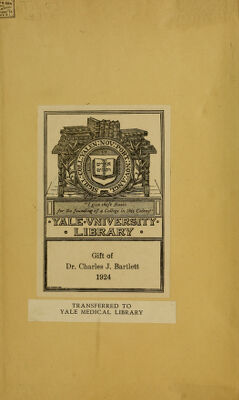 "I give these Books
for the founding of a College in this Colony"
·YALE·VNIVERSITY·
·LIBRARY·
Gift of
Dr. Charles J. Bartlett
1924
TRANSFERRED TO
YALE MEDICAL LIBRARY